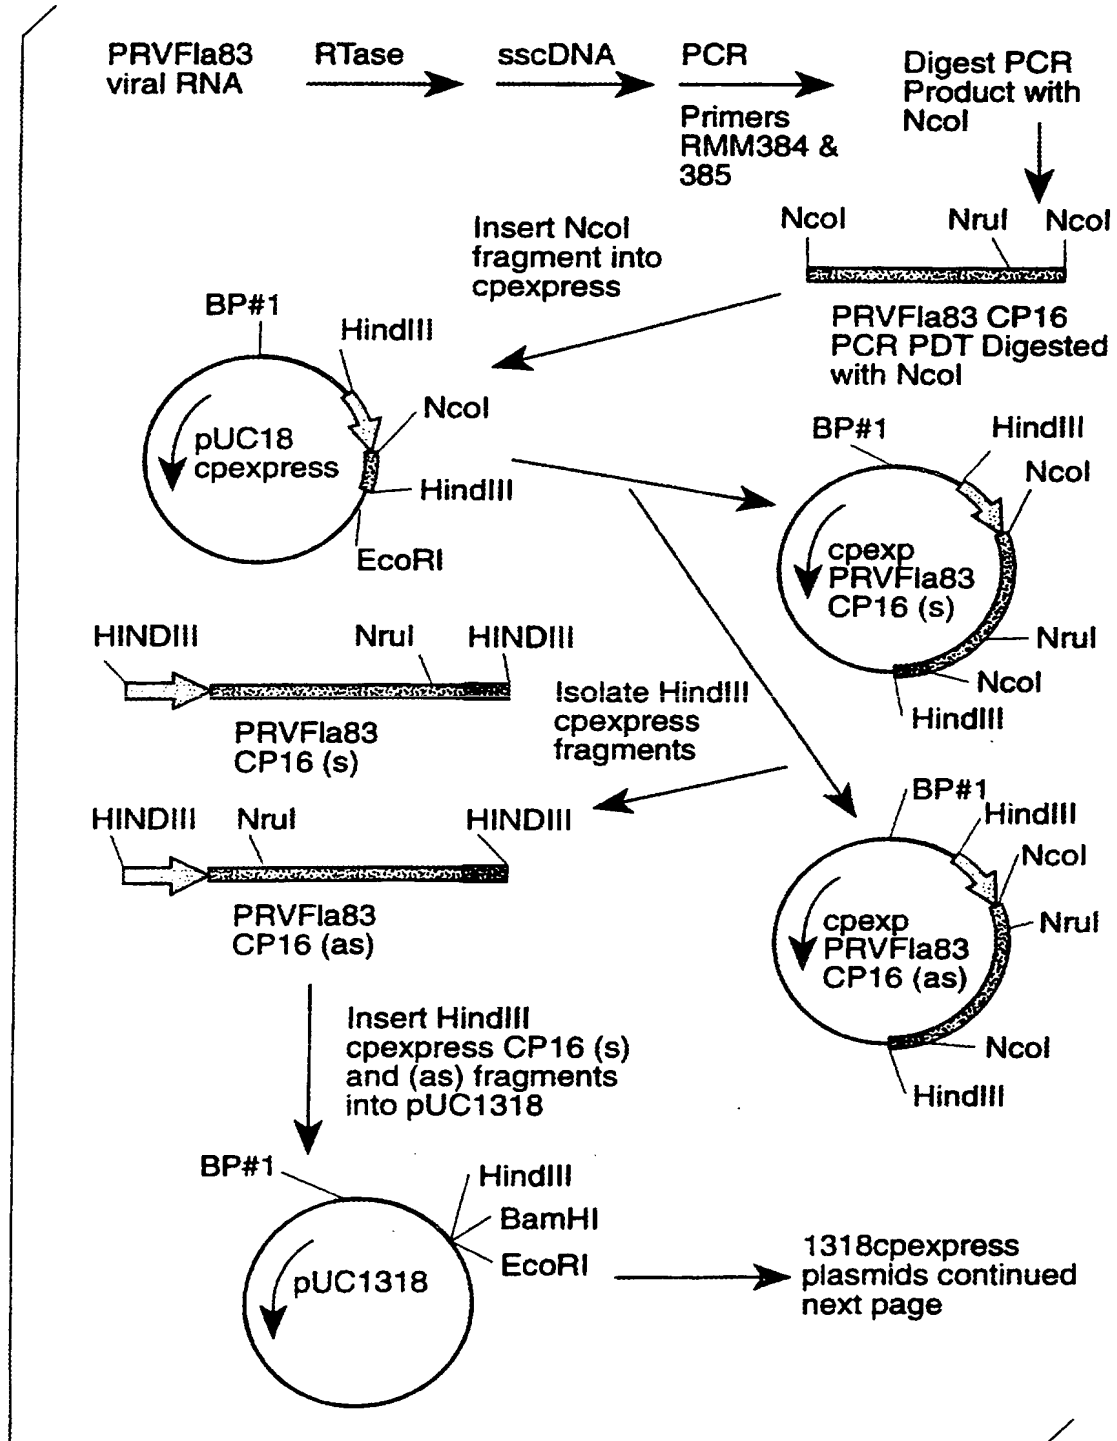 PRVFla83
viral RNA
RTase
sscDNA
PCR
Primers
RMM384 &
385
Digest PCR
Product with
NcoI
NcoI
NruI
NcoI
PRVFla83 CP16
PCR PDT Digested
with NcoI
Insert NcoI
fragment into
cpexpress
BP#1
HindIII
NcoI
pUC18
cpexpress
HindIII
EcoRI
BP#1
HindIII
NcoI
cpexp
PRVFla83
CP16 (s)
NruI
NcoI
HindIII
HINDIII
NruI
HINDIII
PRVFla83
CP16 (s)
Isolate HindIII
cpexpress
fragments
HINDIII
NruI
HINDIII
PRVFla83
CP16 (as)
BP#1
HindIII
NcoI
NruI
cpexp
PRVFla83
CP16 (as)
NcoI
HindIII
Insert HindIII
cpexpress CP16 (s)
and (as) fragments
into pUC1318
BP#1
HindIII
BamHI
EcoRI
pUC1318
1318cpexpress
plasmids continued
next page